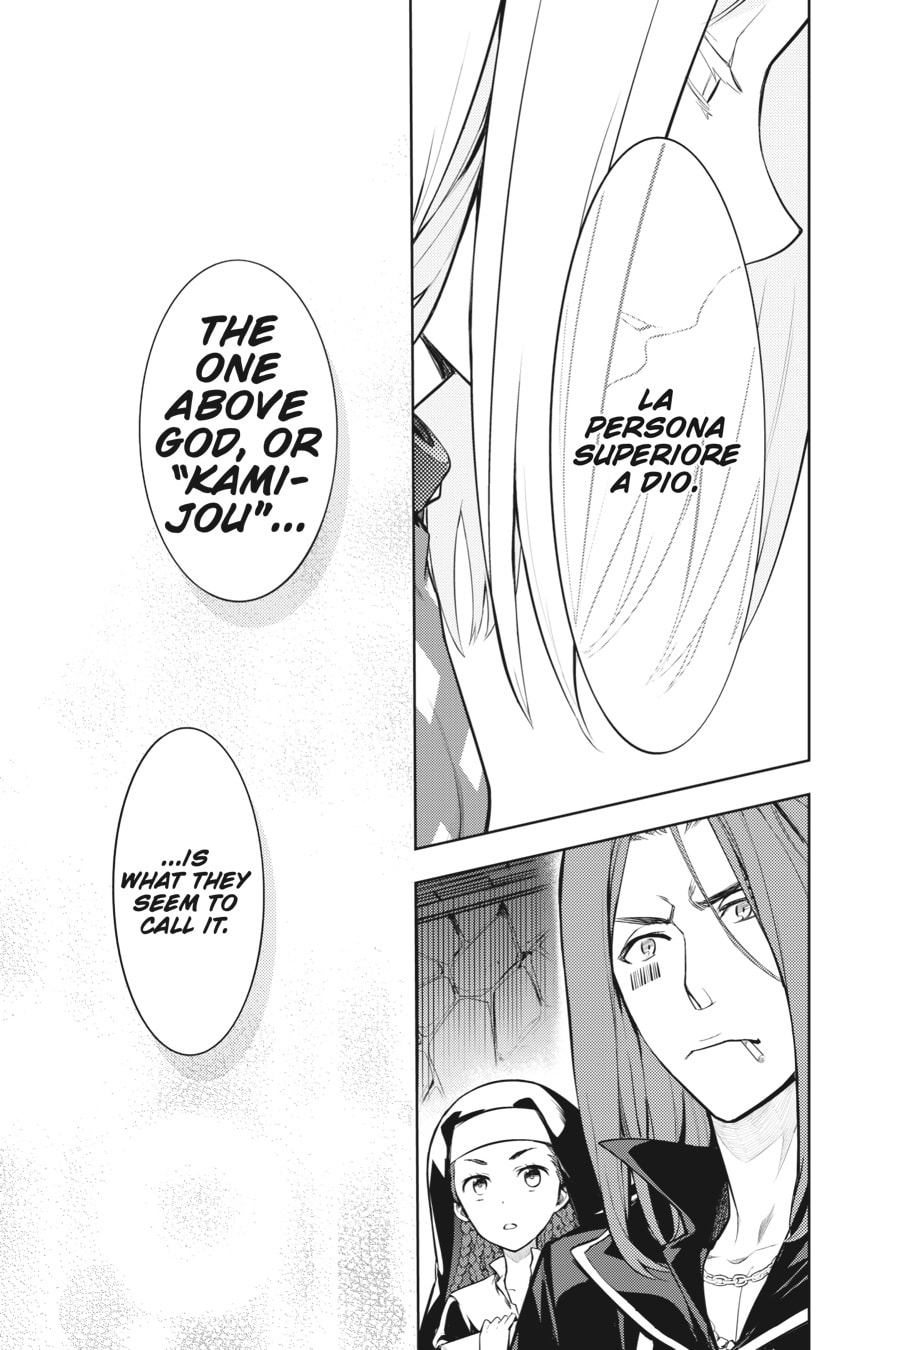 LA
PERSONA
SUPERIORE
A DIO.
THE
ONE
ABOVE
GOD, OR
"KAMI-
JOU"...
...IS
WHAT THEY
SEEM TO
CALL IT.